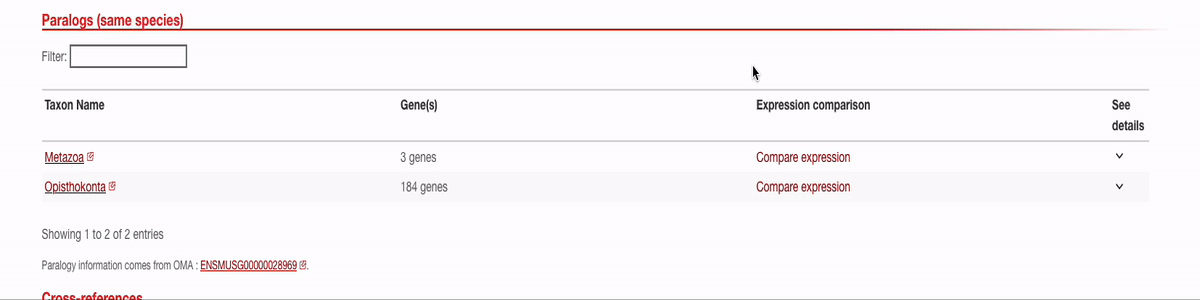 Paralogs (same species)
Filter:
Taxon Name Gene(s) Expression comparison See details
Metazoa 3 genes Compare expression
Opisthokonta 184 genes Compare expression
Showing 1 to 2 of 2 entries
Paralogy information comes from OMA : ENSMUSG00000028969 .
Cross-references